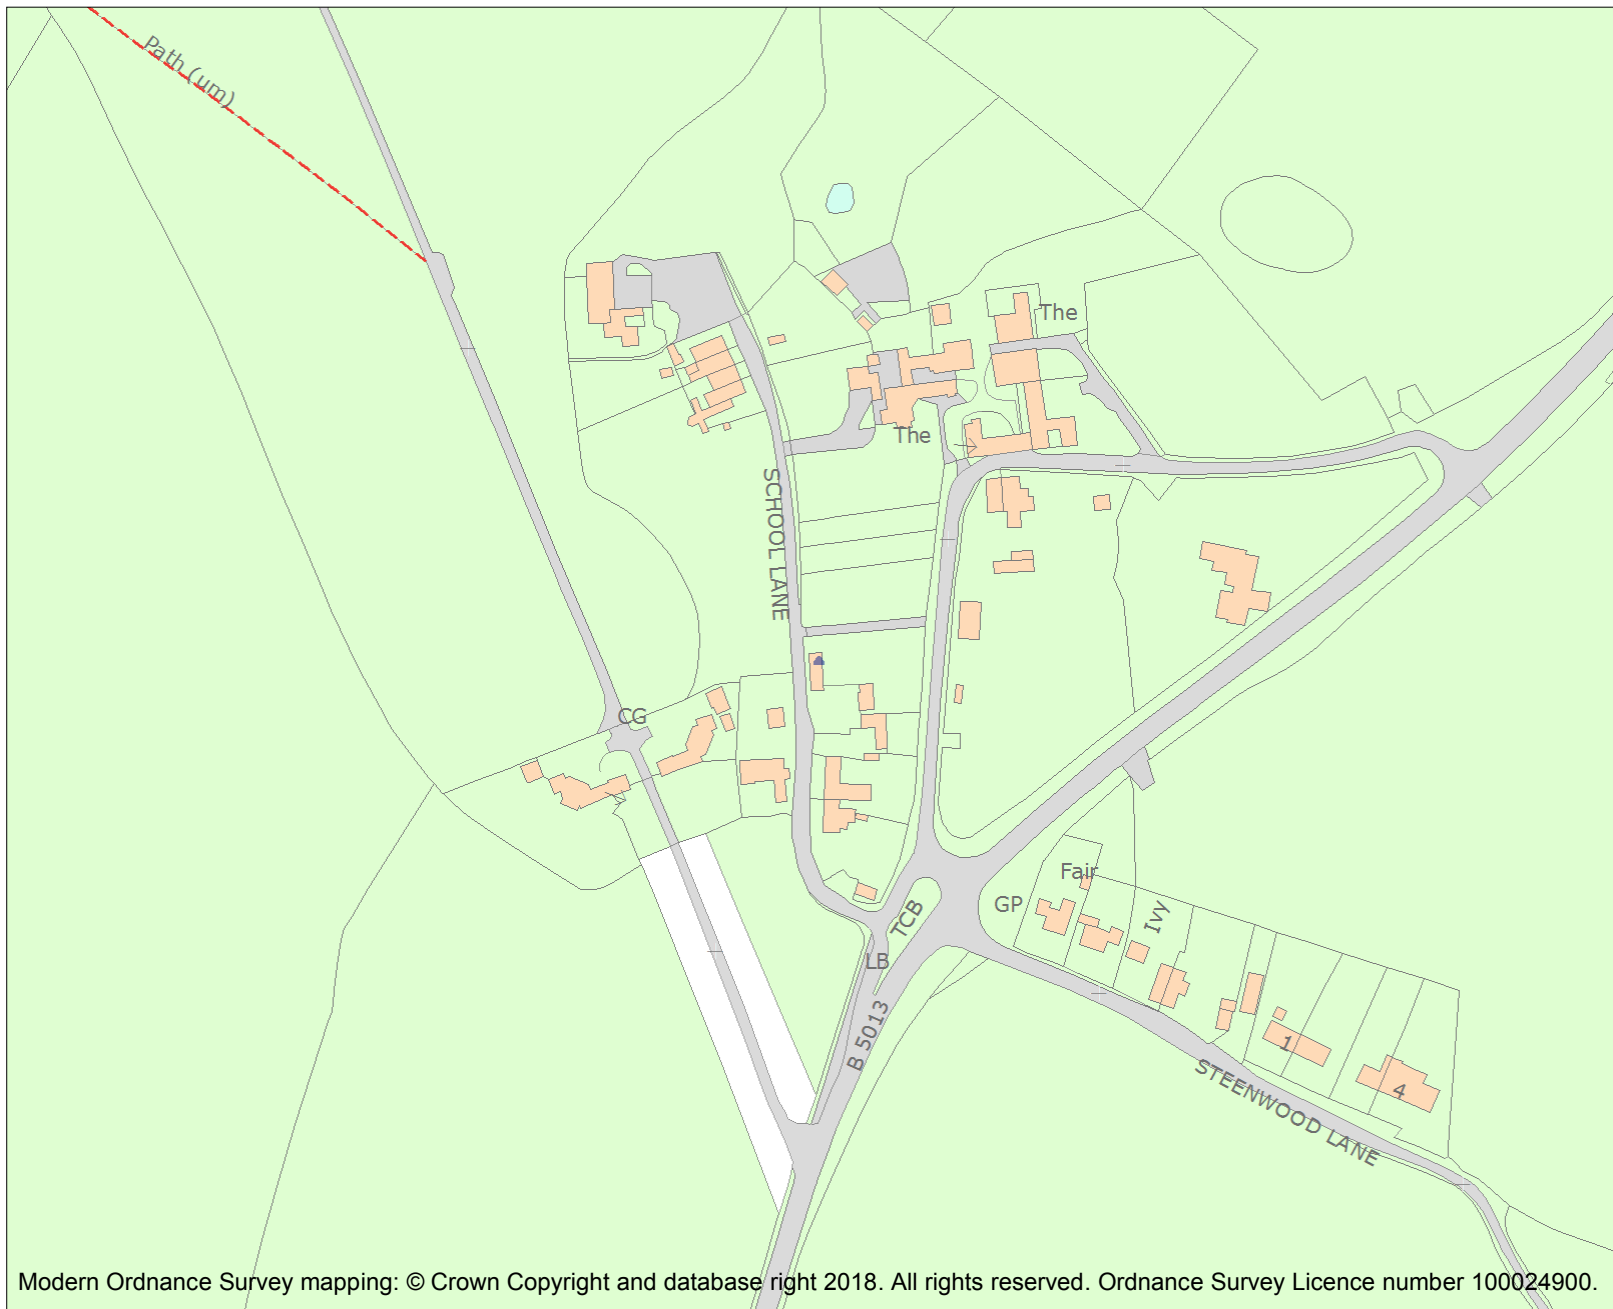 Path (um)
The
The
SCHOOL LANE
CG
Fair
GP
Ivy
TCB
LB
B 5013
1
4
STEENWOOD LANE
Modern Ordnance Survey mapping: © Crown Copyright and database right 2018. All rights reserved. Ordnance Survey Licence number 100024900.